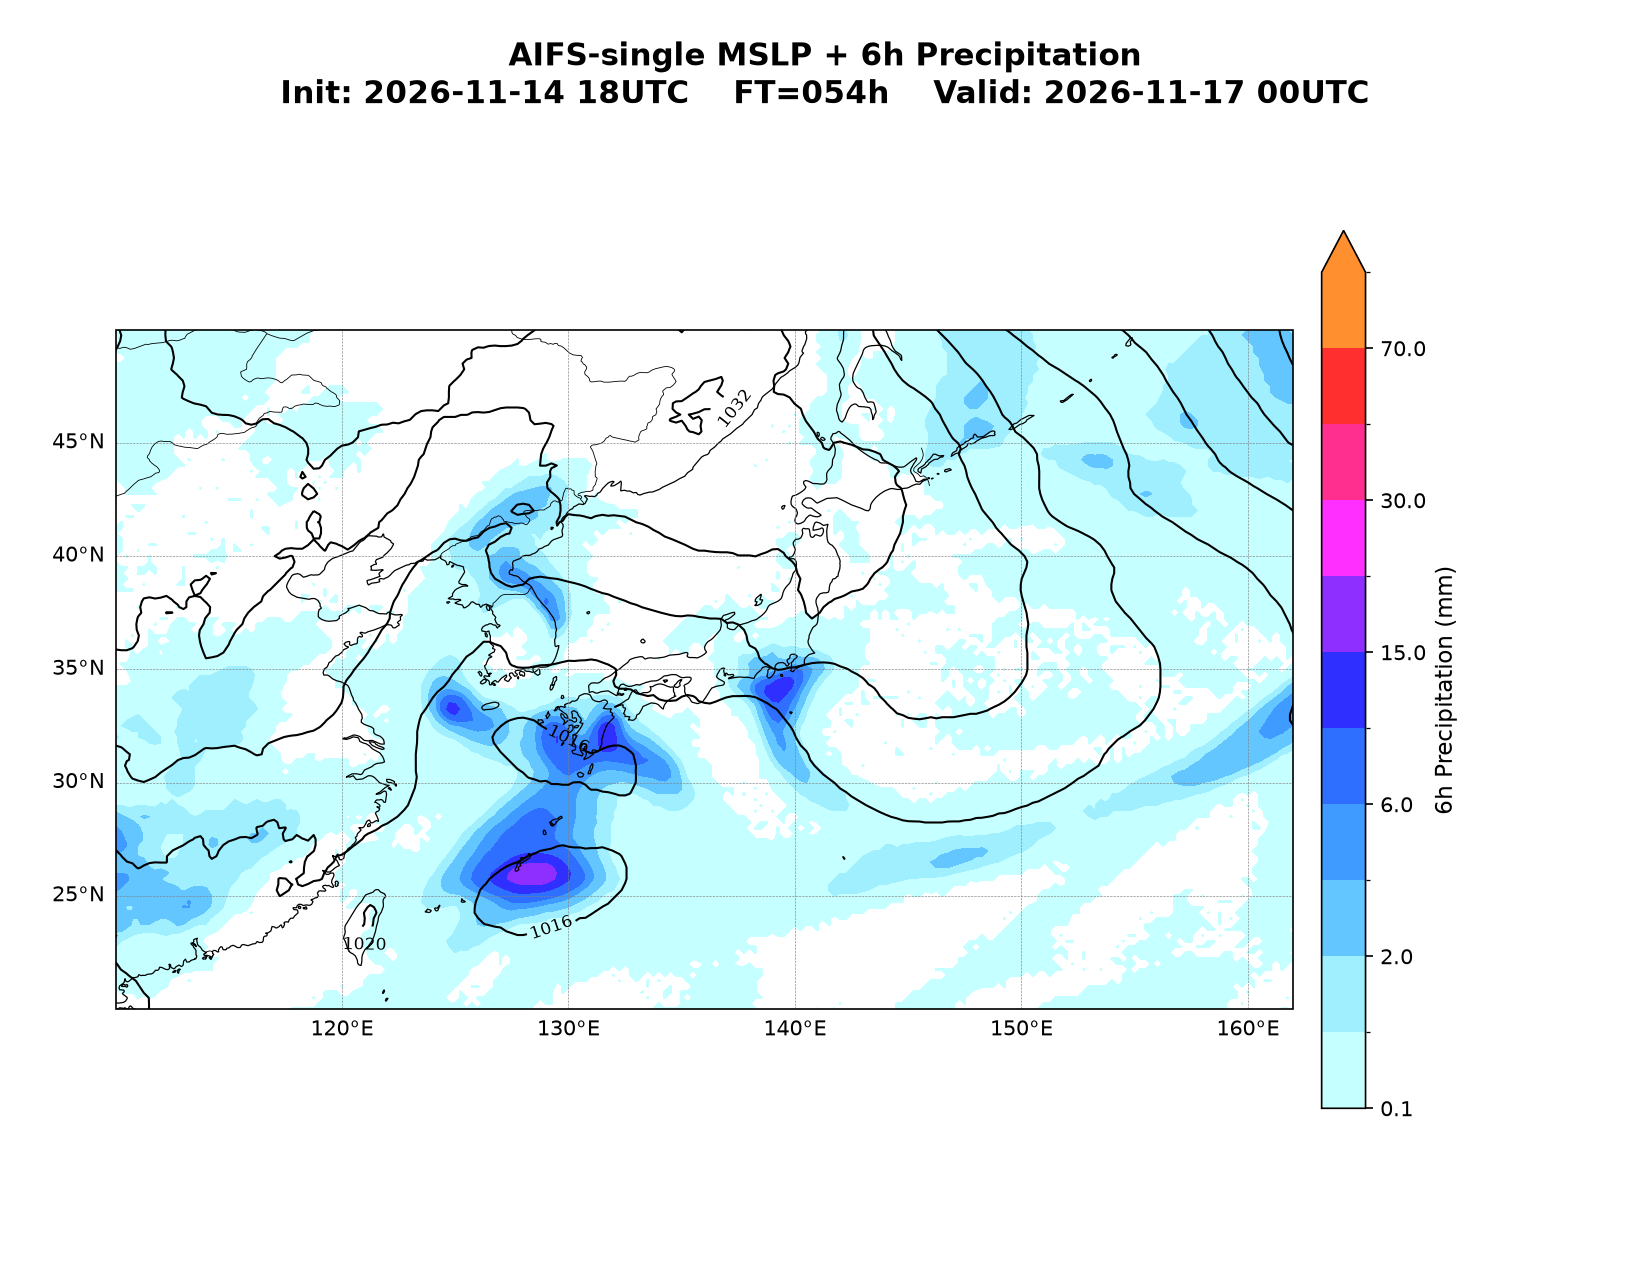 AIFS-single MSLP + 6h Precipitation
Init: 2026-11-14 18UTC    FT=054h    Valid: 2026-11-17 00UTC
1032
1016
1016
1020
45°N
40°N
35°N
30°N
25°N
120°E
130°E
140°E
150°E
160°E
70.0
30.0
15.0
6.0
2.0
0.1
6h Precipitation (mm)